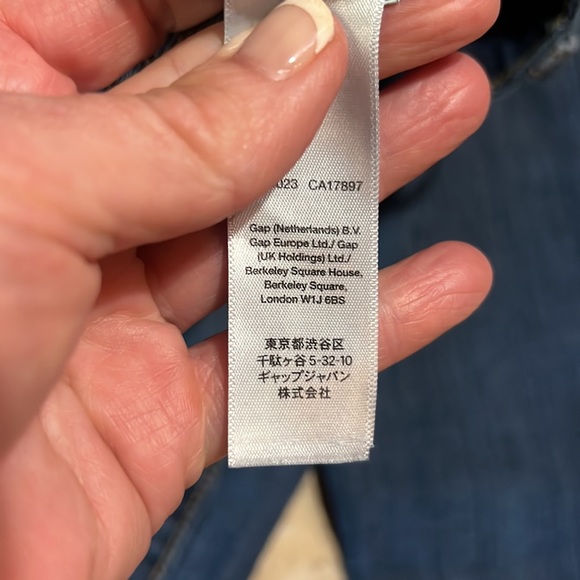 023 CA17897
Gap (Netherlands) B.V.
Gap Europe Ltd./ Gap
(UK Holdings) Ltd./
Berkeley Square House,
Berkeley Square,
London W1J 6BS
東京都渋谷区
千駄ヶ谷 5-32-10
ギャップジャパン
株式会社